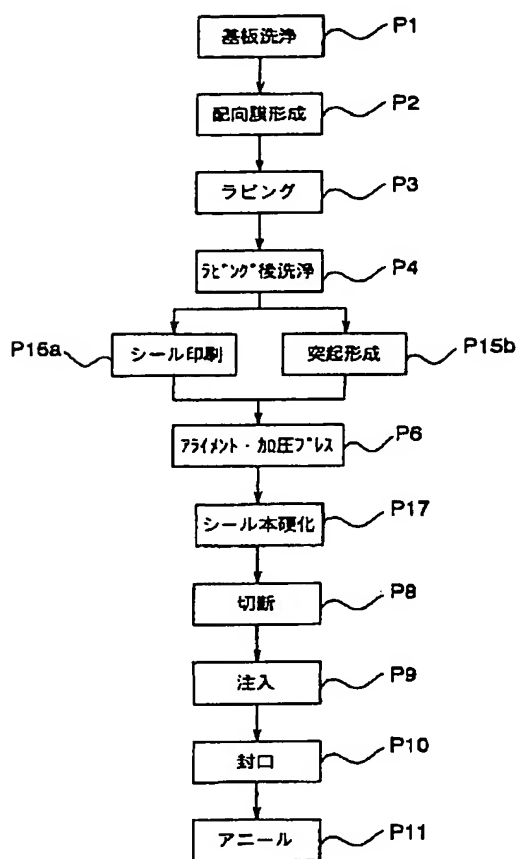 基板洗浄 P1
配向膜形成 P2
ラビング P3
ラビング後洗浄 P4
P15a シール印刷 突起形成 P15b
アライメント・加圧プレス P6
シール本硬化 P17
切断 P8
注入 P9
封口 P10
アニール P11